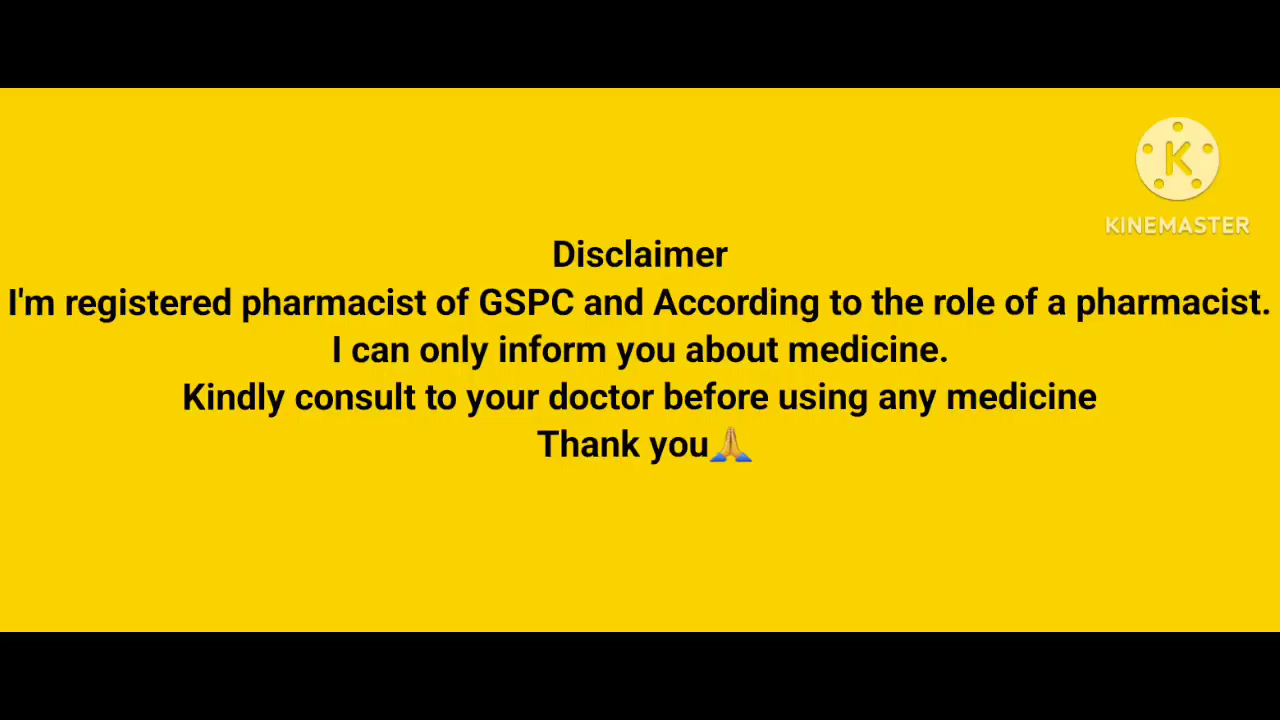 K
KINEMASTER
Disclaimer
I'm registered pharmacist of GSPC and According to the role of a pharmacist.
I can only inform you about medicine.
Kindly consult to your doctor before using any medicine
Thank you🙏